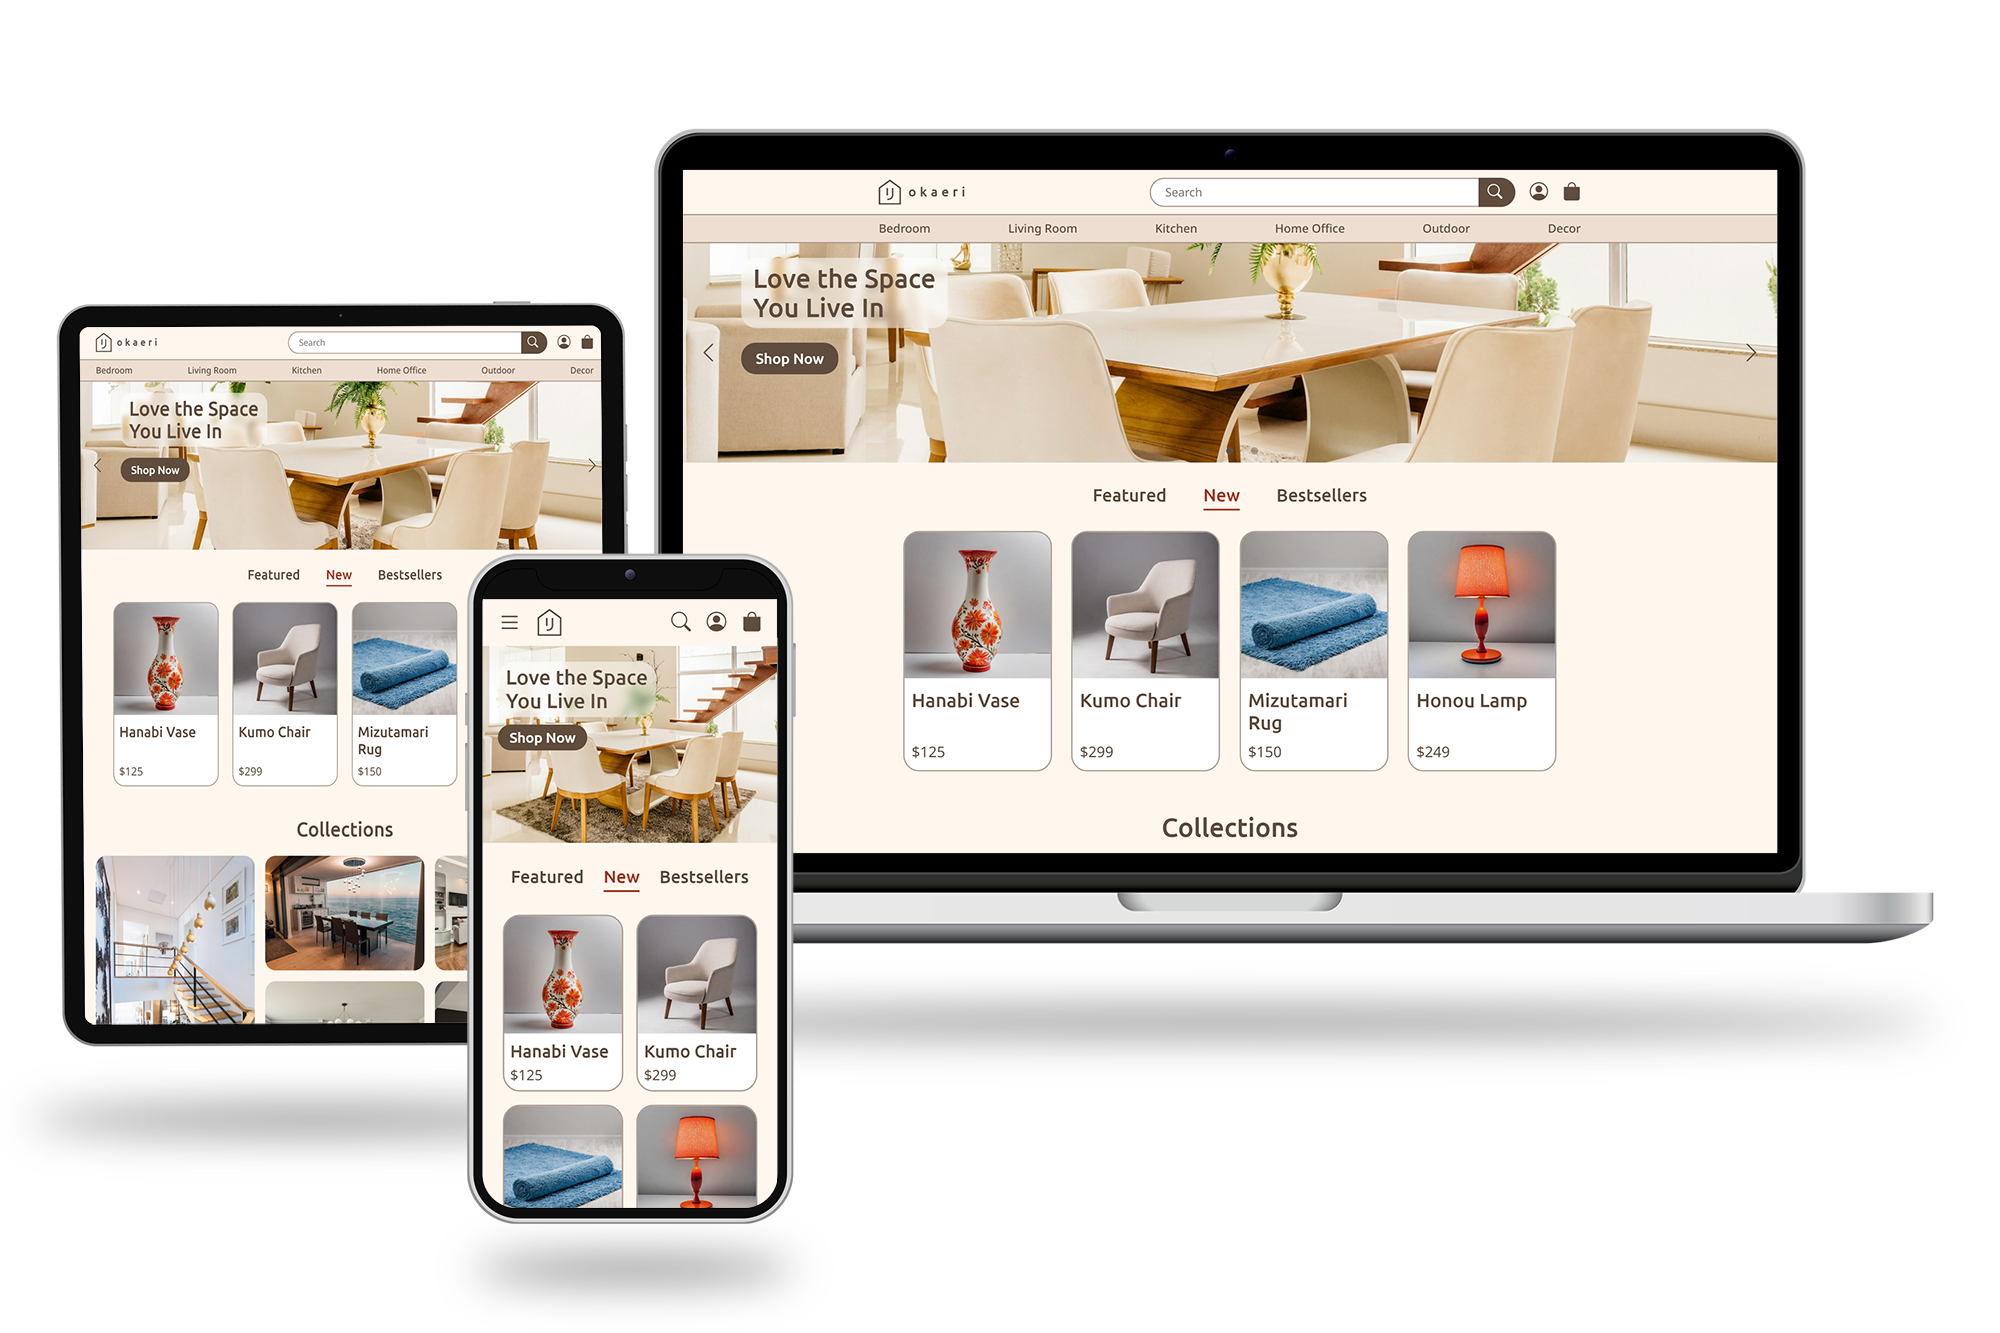 okaeri
Search
Bedroom Living Room Kitchen Home Office Outdoor Decor
Love the Space
You Live In
Shop Now
Featured New Bestsellers
Hanabi Vase
$125
Kumo Chair
$299
Mizutamari
Rug
$150
Honou Lamp
$249
Collections
okaeri
Search
Bedroom Living Room Kitchen Home Office Outdoor Decor
Love the Space
You Live In
Shop Now
Featured New Bestsellers
Hanabi Vase
$125
Kumo Chair
$299
Mizutamari
Rug
$150
Collections
Love the Space
You Live In
Shop Now
Featured New Bestsellers
Hanabi Vase
$125
Kumo Chair
$299